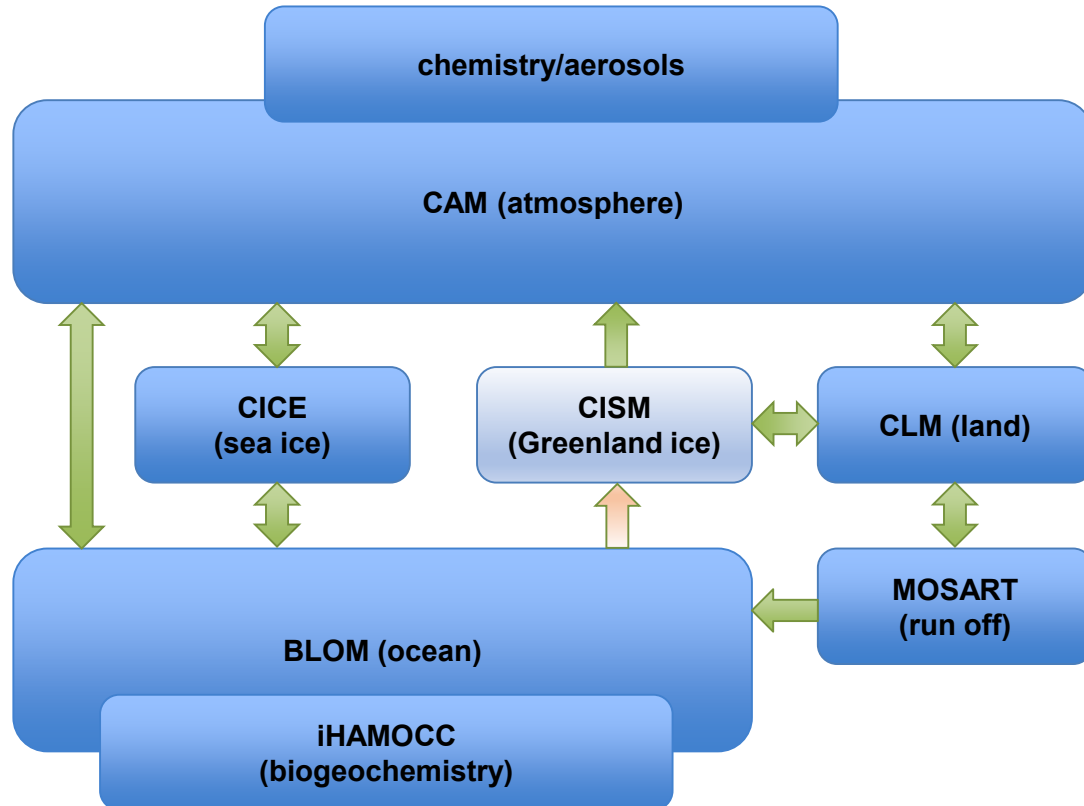 chemistry/aerosols
CAM (atmosphere)
CICE
(sea ice)
CISM
(Greenland ice)
CLM (land)
MOSART
(run off)
BLOM (ocean)
iHAMOCC
(biogeochemistry)